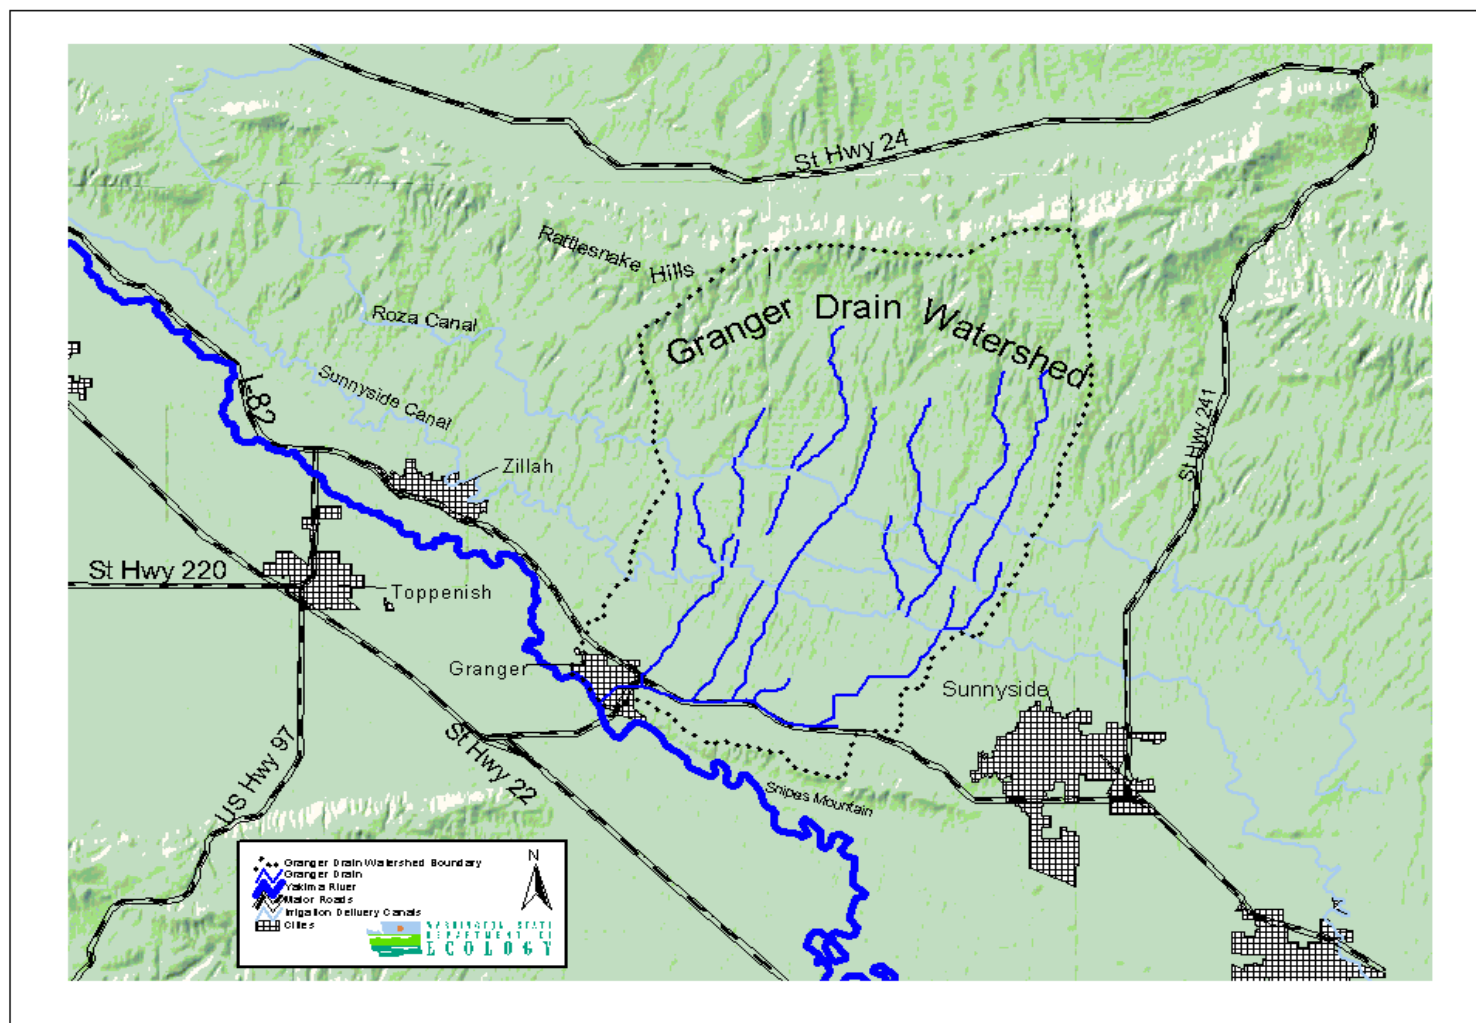 St Hwy 24
Rattlesnake Hills
Granger Drain Watershed
Roza Canal
Sunnyside Canal
I-82
St Hwy 241
Zillah
St Hwy 220
Toppenish
Granger
Sunnyside
St Hwy 22
US Hwy 97
Snipes Mountain
Granger Drain Watershed Boundary
Granger Drain
Yakima River
Major Roads
Irrigation Delivery Canals
Cities
N
WASHINGTON STATE
DEPARTMENT OF
ECOLOGY